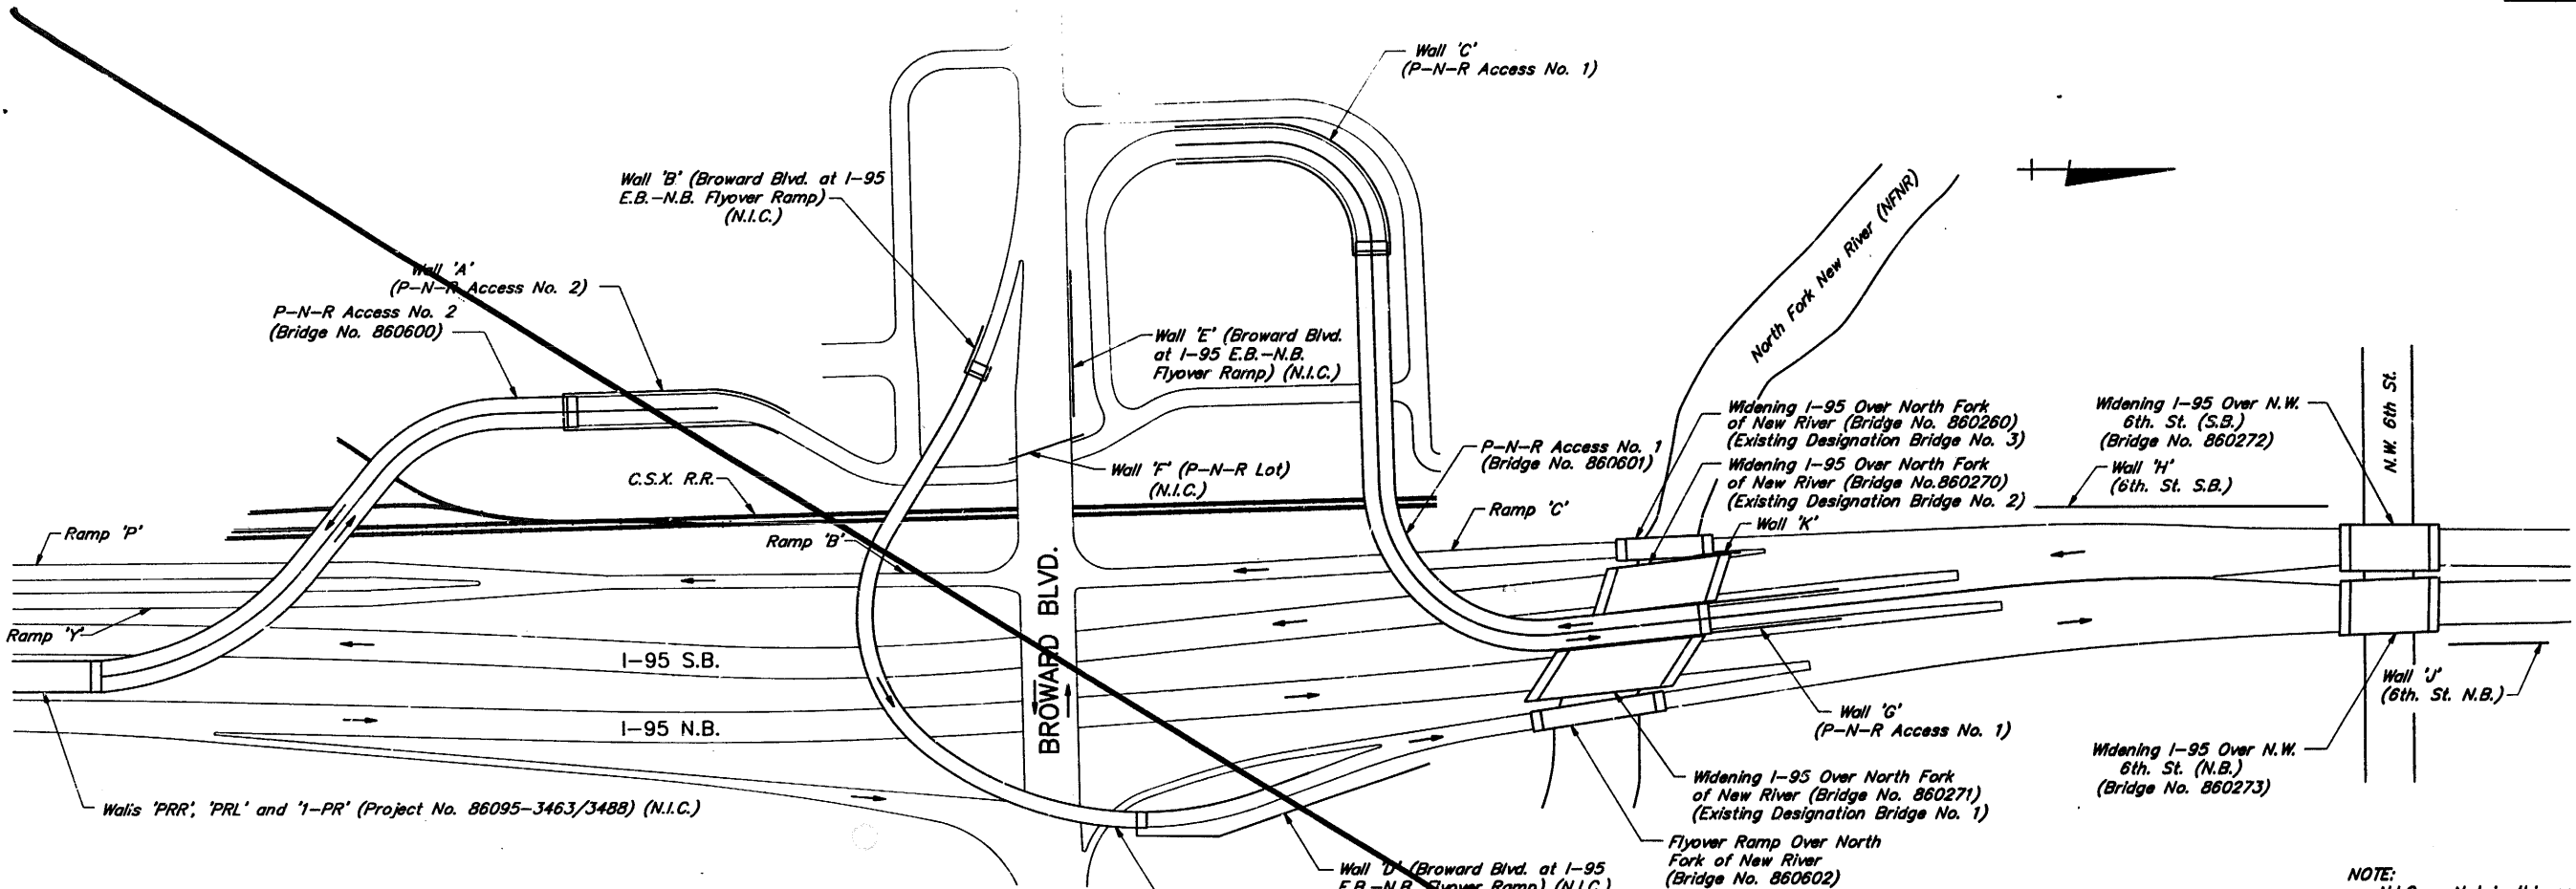 Wall 'C'
(P-N-R Access No. 1)
Wall 'B' (Broward Blvd. at I-95
E.B.-N.B. Flyover Ramp)
(N.I.C.)
North Fork New River (NFNR)
Wall 'A'
(P-N-R Access No. 2)
P-N-R Access No. 2
(Bridge No. 860600)
Wall 'E' (Broward Blvd.
at I-95 E.B.-N.B.
Flyover Ramp) (N.I.C.)
Wall 'F' (P-N-R Lot)
(N.I.C.)
C.S.X. R.R.
P-N-R Access No. 1
(Bridge No. 860601)
Widening I-95 Over North Fork
of New River (Bridge No. 860260)
(Existing Designation Bridge No. 3)
Widening I-95 Over North Fork
of New River (Bridge No.860270)
(Existing Designation Bridge No. 2)
Wall 'K'
Widening I-95 Over N.W.
6th. St. (S.B.)
(Bridge No. 860272)
Wall 'H'
(6th. St. S.B.)
N.W. 6th St.
Ramp 'P'
Ramp 'B'
Ramp 'C'
Ramp 'Y'
I-95 S.B.
I-95 N.B.
BROWARD BLVD.
Wall 'G'
(P-N-R Access No. 1)
Wall 'J'
(6th. St. N.B.)
Widening I-95 Over N.W.
6th. St. (N.B.)
(Bridge No. 860273)
Walls 'PRR', 'PRL' and '1-PR' (Project No. 86095-3463/3488) (N.I.C.)
Widening I-95 Over North Fork
of New River (Bridge No. 860271)
(Existing Designation Bridge No. 1)
Flyover Ramp Over North
Fork of New River
(Bridge No. 860602)
Wall 'D' (Broward Blvd. at I-95
E.B.-N.B. Flyover Ramp) (N.I.C.)
NOTE: